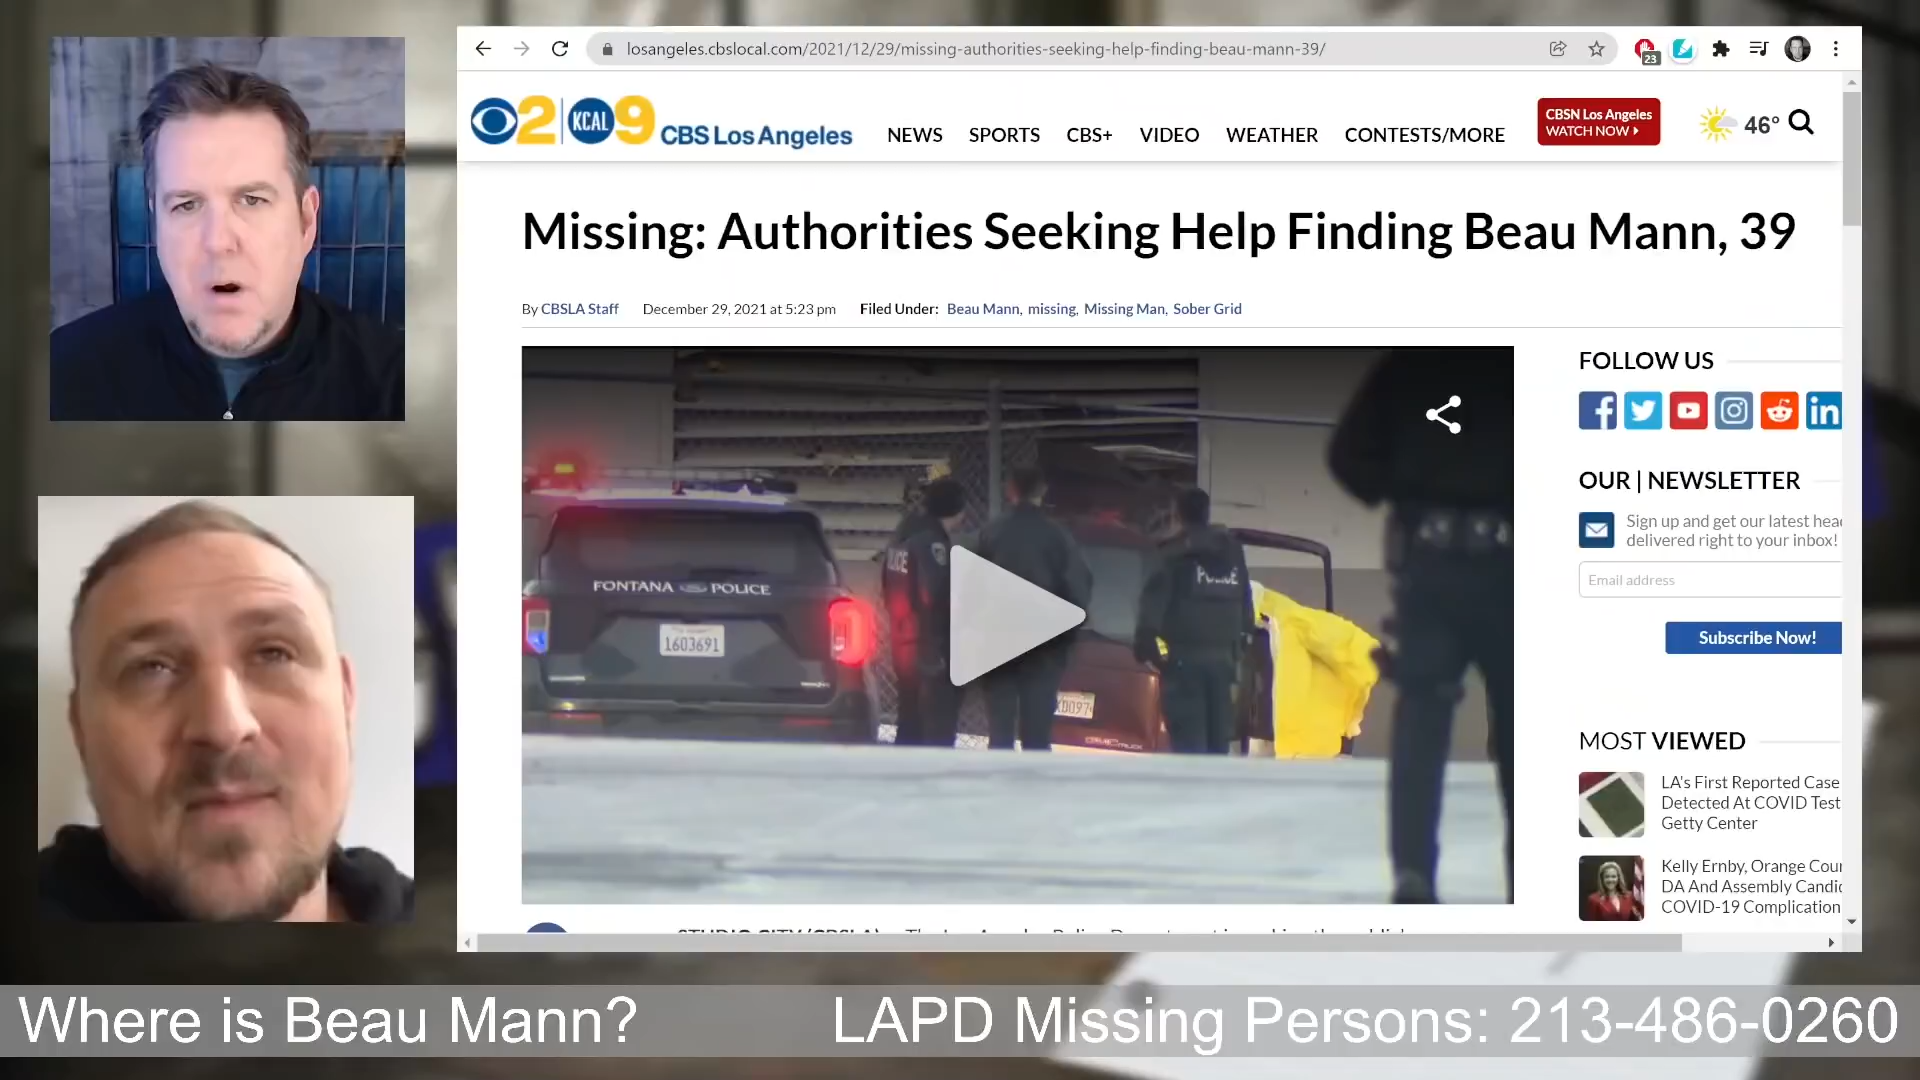 losangeles.cbslocal.com/2021/12/29/missing-authorities-seeking-help-finding-beau-mann-39/
23
2 KCAL 9 CBS Los Angeles
NEWS SPORTS CBS+ VIDEO WEATHER CONTESTS/MORE
CBSN Los Angeles
WATCH NOW
46°
Missing: Authorities Seeking Help Finding Beau Mann, 39
By CBSLA Staff December 29, 2021 at 5:23 pm Filed Under: Beau Mann, missing, Missing Man, Sober Grid
FONTANA POLICE
1603691
POLICE
FOLLOW US
OUR | NEWSLETTER
Sign up and get our latest hea
delivered right to your inbox!
Email address
Subscribe Now!
MOST VIEWED
LA's First Reported Case
Detected At COVID Test
Getty Center
Kelly Ernby, Orange Cou
DA And Assembly Candi
COVID-19 Complication
Where is Beau Mann?
LAPD Missing Persons: 213-486-0260